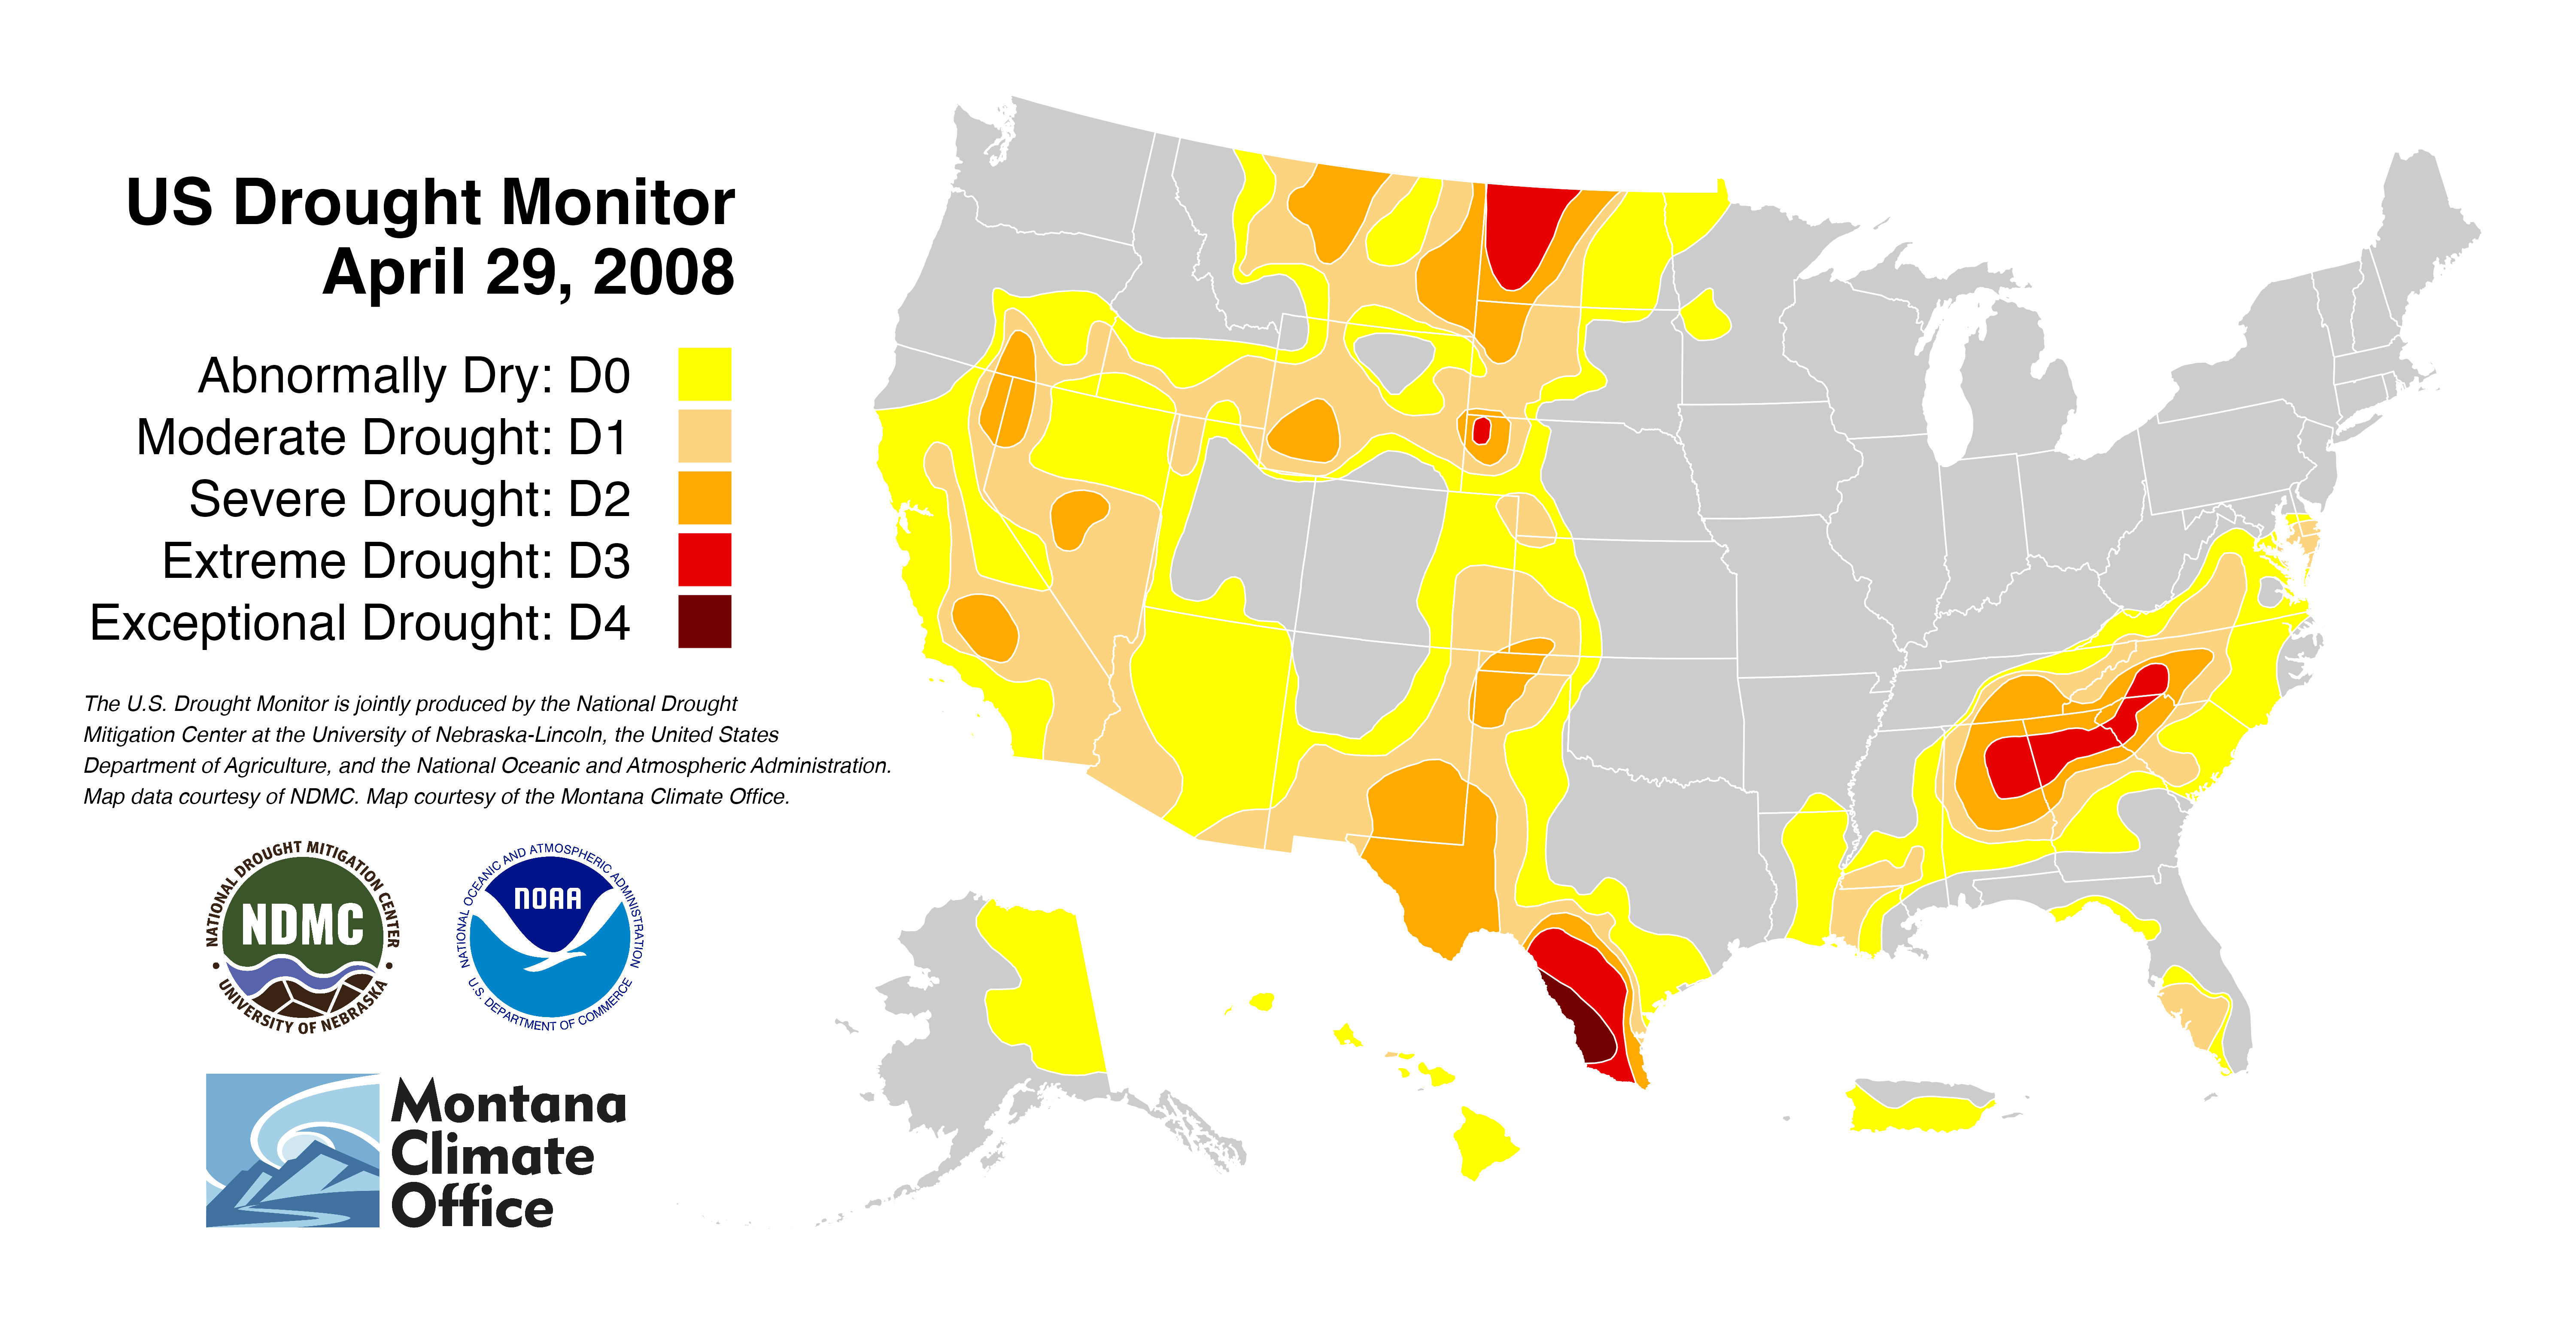 US Drought Monitor
April 29, 2008
Abnormally Dry: D0
Moderate Drought: D1
Severe Drought: D2
Extreme Drought: D3
Exceptional Drought: D4
The U.S. Drought Monitor is jointly produced by the National Drought
Mitigation Center at the University of Nebraska-Lincoln, the United States
Department of Agriculture, and the National Oceanic and Atmospheric Administration.
Map data courtesy of NDMC. Map courtesy of the Montana Climate Office.
NATIONAL DROUGHT MITIGATION CENTER
NDMC
• UNIVERSITY OF NEBRASKA •
NATIONAL OCEANIC AND ATMOSPHERIC ADMINISTRATION
NOAA
U.S. DEPARTMENT OF COMMERCE
Montana
Climate
Office